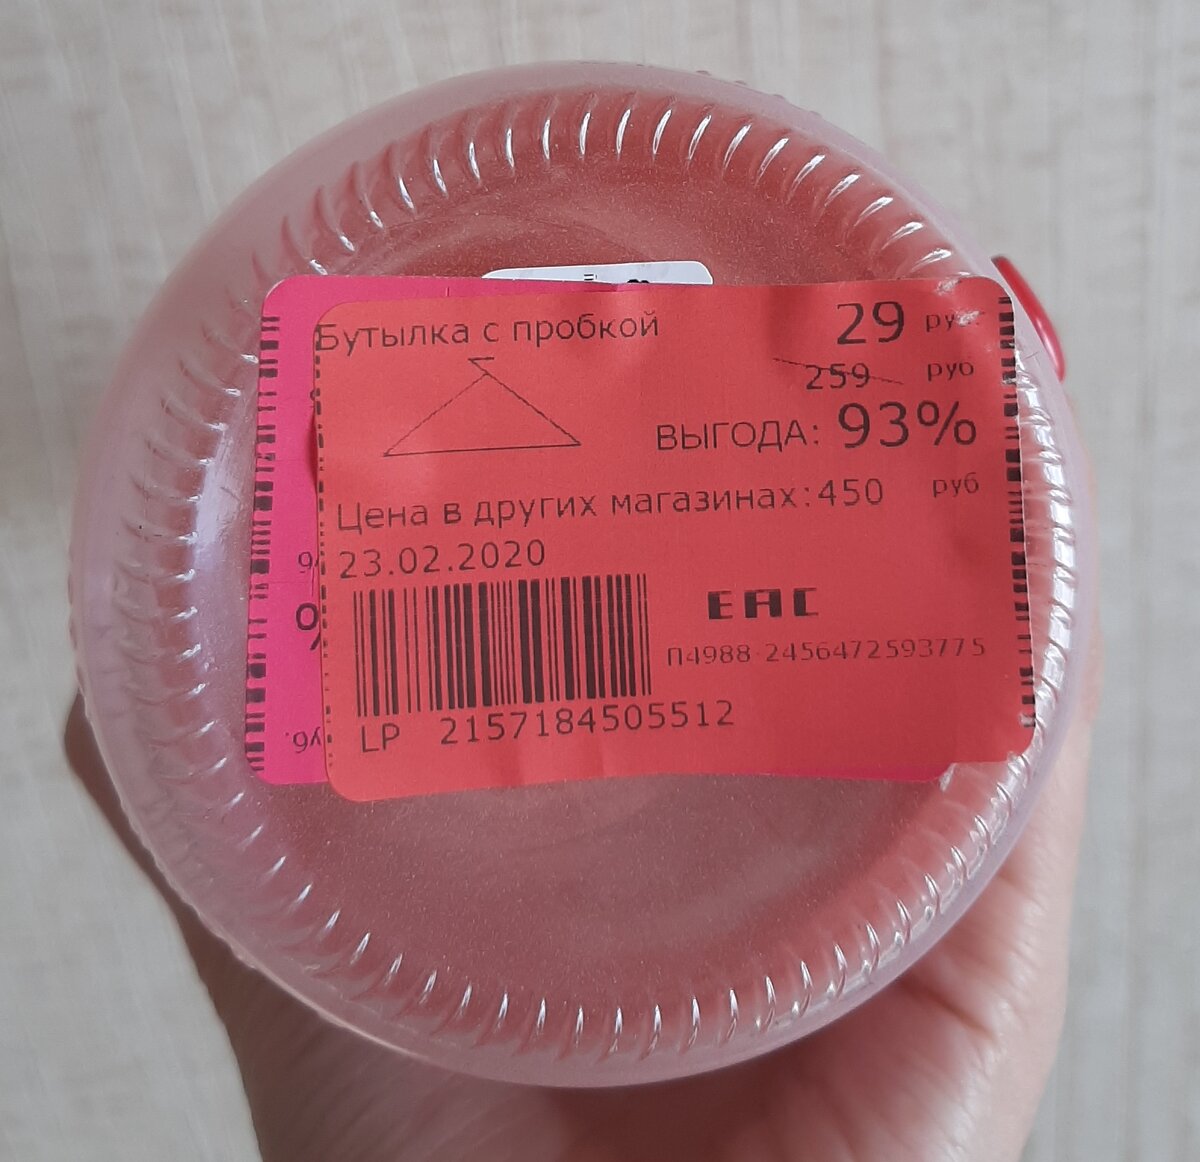 Бутылка с пробкой
29 руб.
259 руб
ВЫГОДА: 93%
Цена в других магазинах: 450 руб
23.02.2020
EAC
П4988-2456472593775
LP 2157184505512
уб.